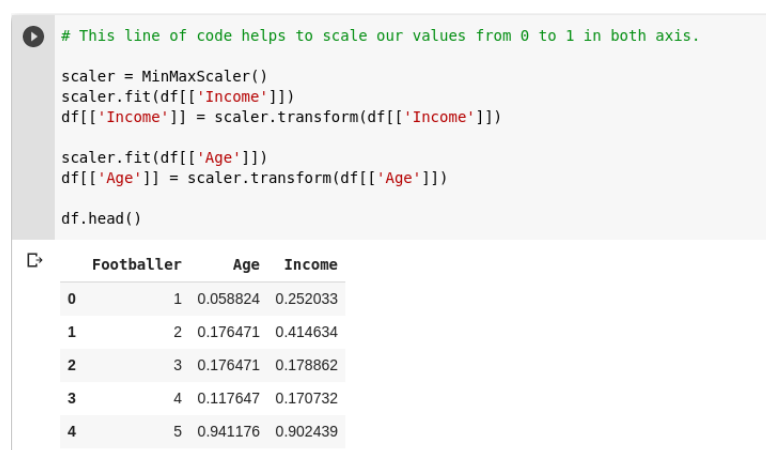 # This line of code helps to scale our values from 0 to 1 in both axis.
scaler = MinMaxScaler()
scaler.fit(df[['Income']])
df[['Income']] = scaler.transform(df[['Income']])
scaler.fit(df[['Age']])
df[['Age']] = scaler.transform(df[['Age']])
df.head()
Footballer Age Income
0 1 0.058824 0.252033
1 2 0.176471 0.414634
2 3 0.176471 0.178862
3 4 0.117647 0.170732
4 5 0.941176 0.902439